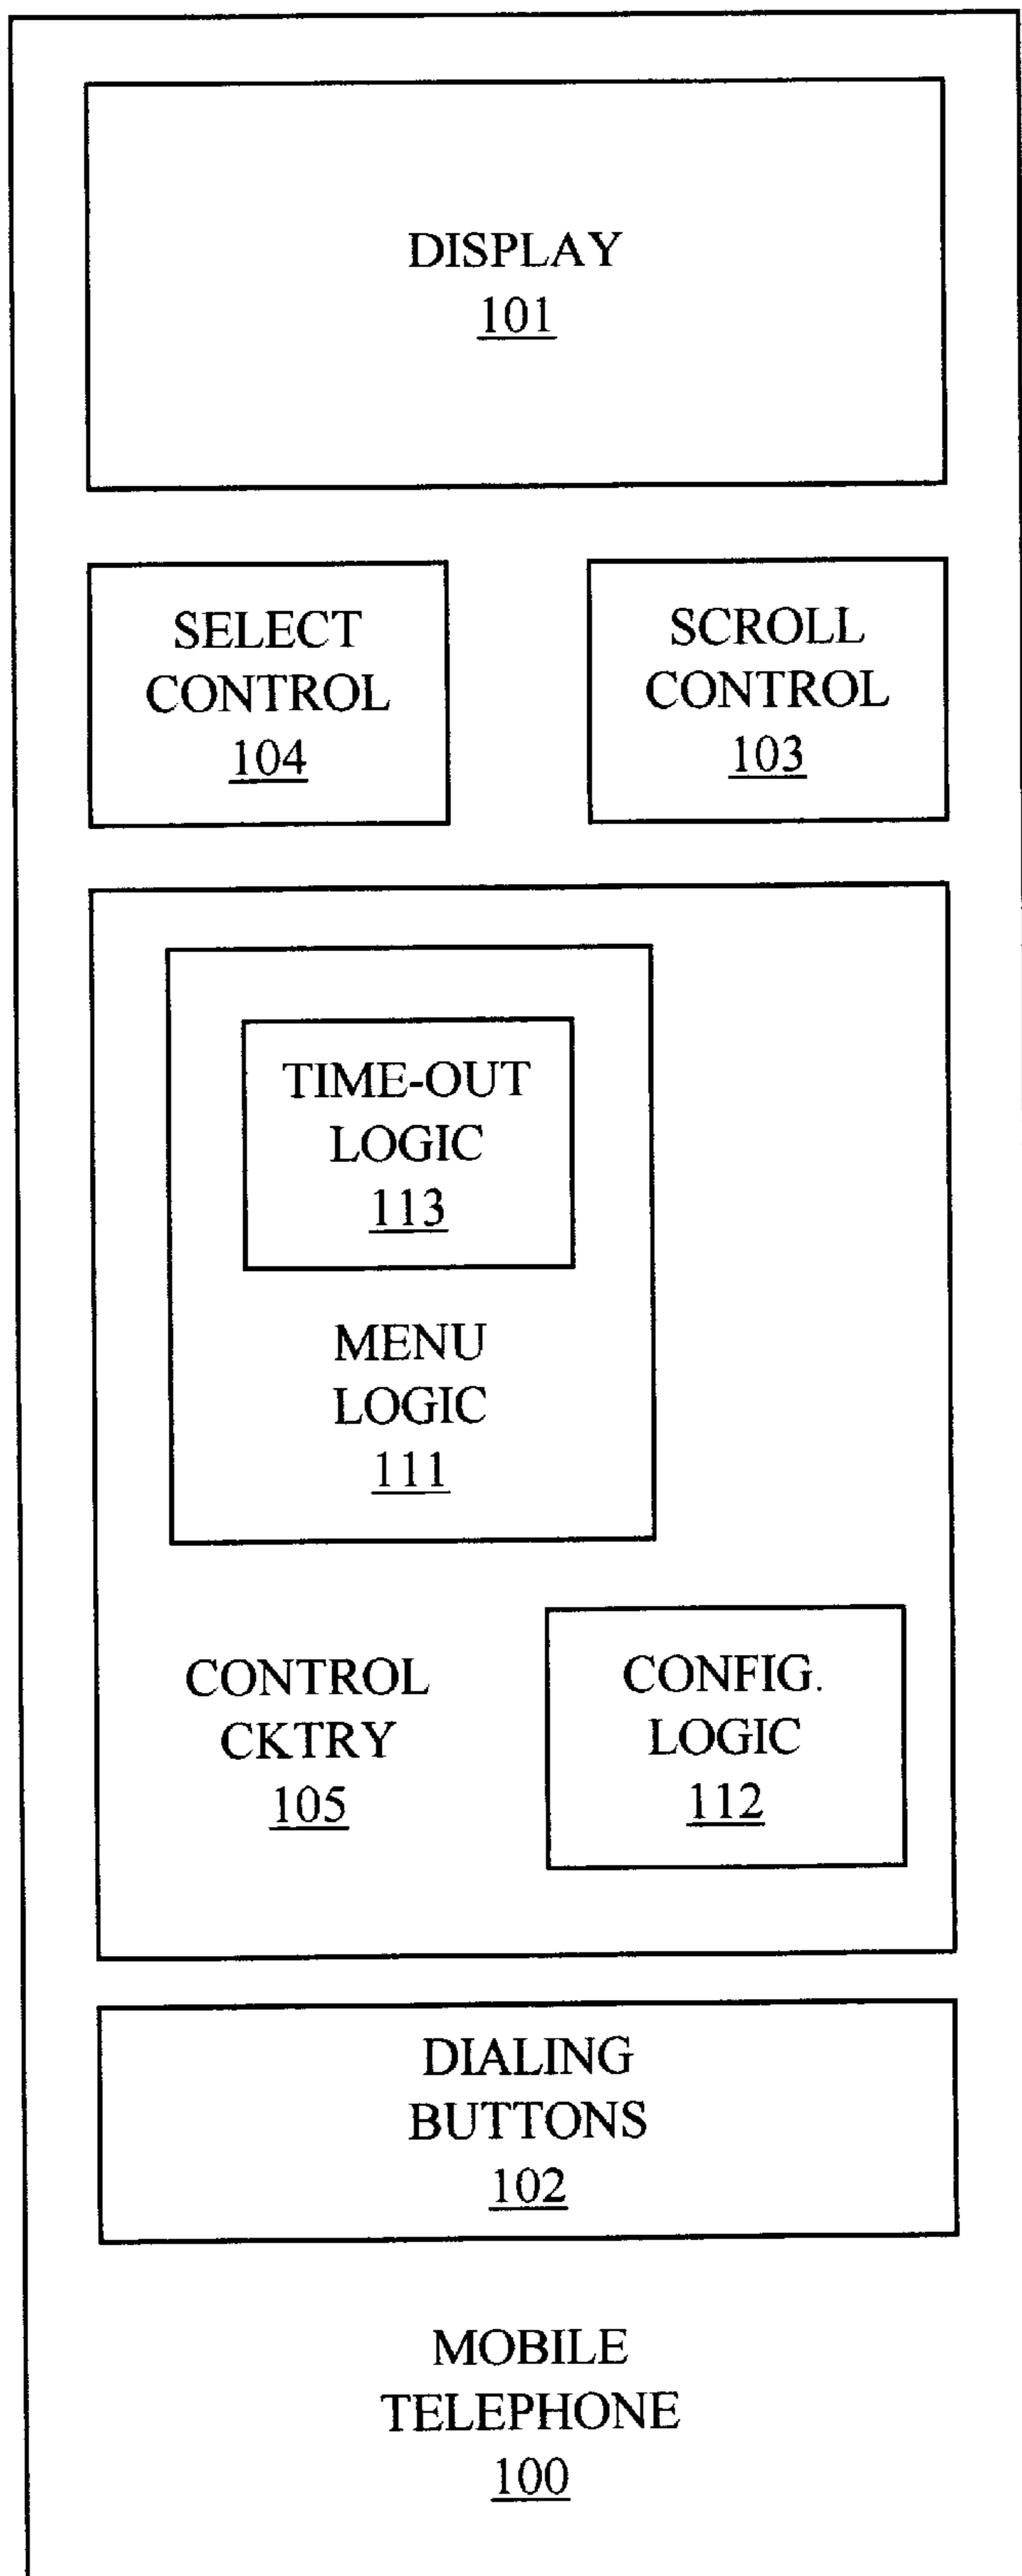 DISPLAY
101
SELECT
CONTROL
104
SCROLL
CONTROL
103
TIME-OUT
LOGIC
113
MENU
LOGIC
111
CONTROL
CKTRY
105
CONFIG.
LOGIC
112
DIALING
BUTTONS
102
MOBILE
TELEPHONE
100